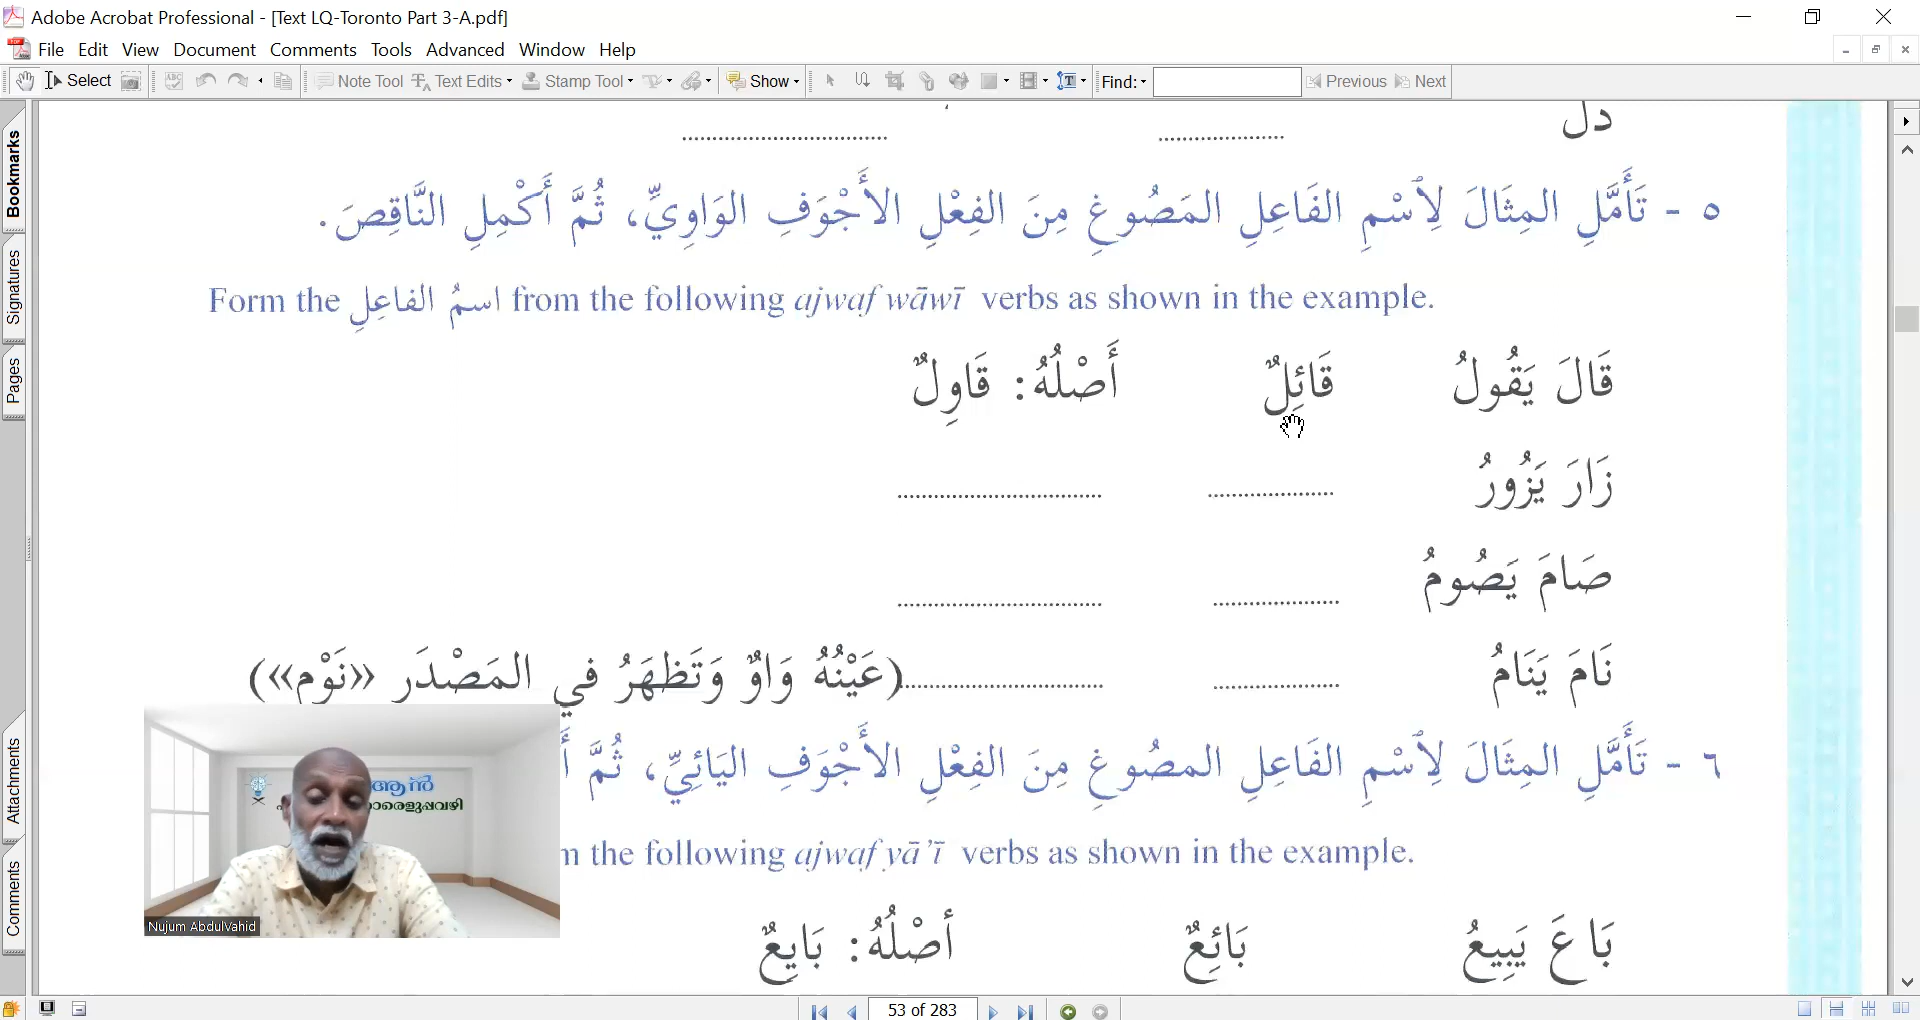 Adobe Acrobat Professional - [Text LQ-Toronto Part 3-A.pdf]
File Edit View Document Comments Tools Advanced Window Help
Select Note Tool Text Edits Stamp Tool Show Find: Previous Next
Bookmarks
Signatures
Pages
Attachments
Comments
دل ........................ ........................
٥ - تَأَمَّلِ المِثَالَ لِاسْمِ الفَاعِلِ المَصُوغِ مِنَ الفِعْلِ الأَجْوَفِ الوَاوِيِّ، ثُمَّ أَكْمِلِ النَّاقِصَ.
Form the اسمُ الفاعِلِ from the following ajwaf wāwī verbs as shown in the example.
قَالَ يَقُولُ قَائِلٌ أَصْلُهُ: قَاوِلٌ
زَارَ يَزُورُ ........................ ........................
صَامَ يَصُومُ ........................ ........................
نَامَ يَنَامُ ........................ ........................ (عَيْنُهُ وَاوٌ وَتَظْهَرُ في المَصْدَر «نَوْم»)
٦ - تَأَمَّلِ المِثَالَ لِاسْمِ الفَاعِلِ المصُوغِ مِنَ الفِعْلِ الأَجْوَفِ اليَائِيِّ، ثُمَّ
the following ajwaf yā'ī verbs as shown in the example.
بَاعَ يَبِيعُ بَائِعٌ أَصْلُهُ: بَايِعٌ
Nujum AbdulVahid
53 of 283